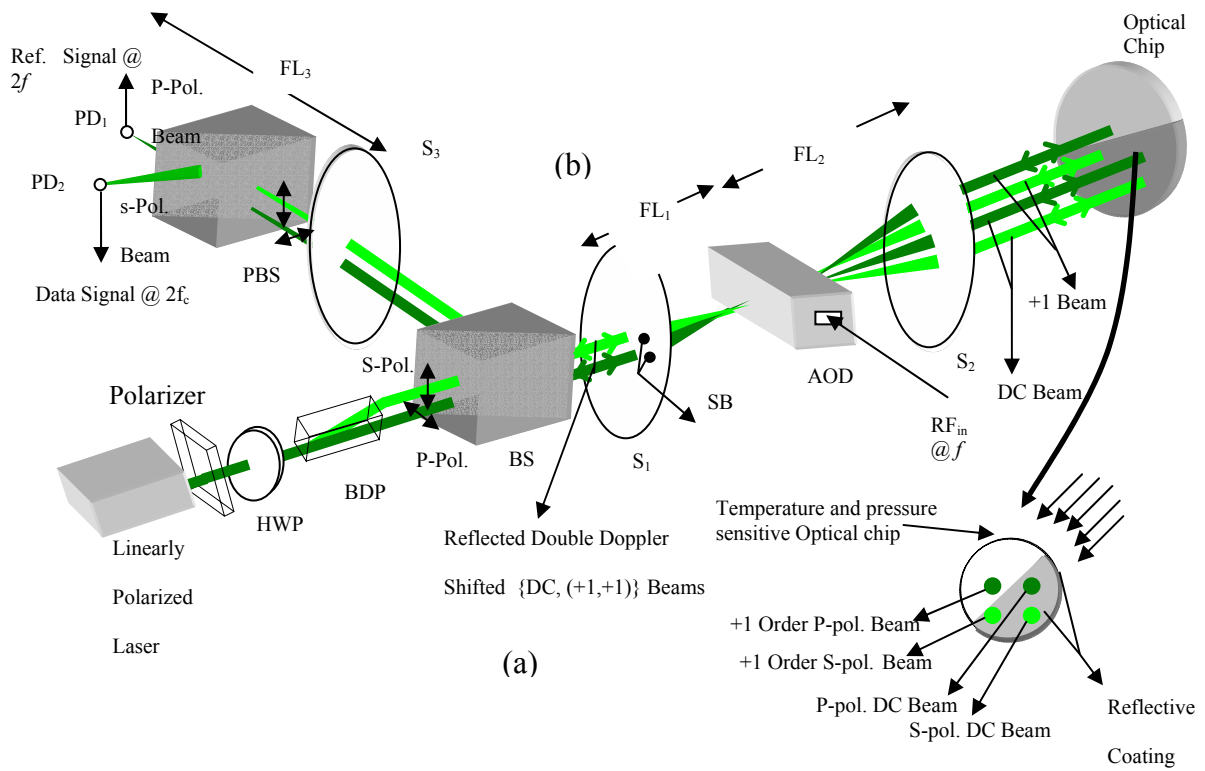 Ref. Signal @
2f
P-Pol.
PD1
Beam
PD2
s-Pol.
Beam
Data Signal @ 2fc
PBS
FL3
S3
(b)
FL1
FL2
Optical
Chip
S2
+1 Beam
DC Beam
AOD
RFin
@f
SB
S1
BS
S-Pol.
P-Pol.
Polarizer
BDP
HWP
Linearly
Polarized
Laser
Reflected Double Doppler
Shifted {DC, (+1,+1)} Beams
(a)
Temperature and pressure
sensitive Optical chip
+1 Order P-pol. Beam
+1 Order S-pol. Beam
P-pol. DC Beam
S-pol. DC Beam
Reflective
Coating